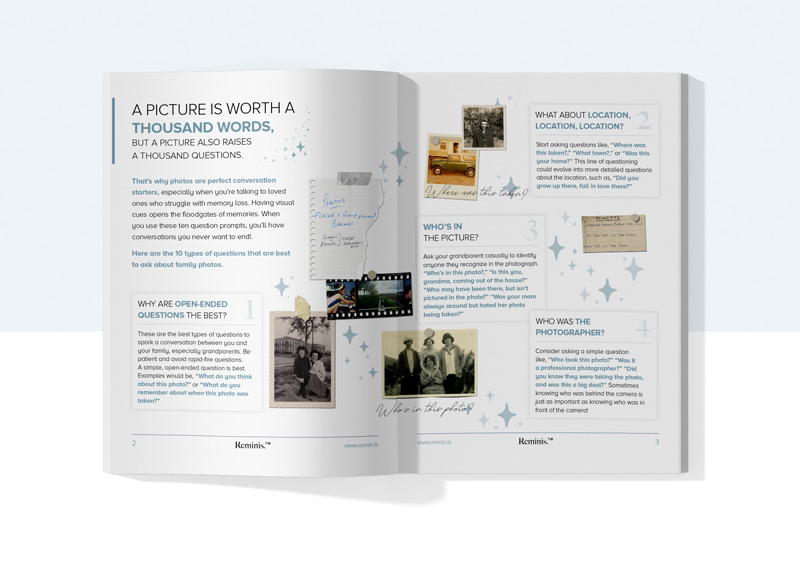 A PICTURE IS WORTH A
THOUSAND WORDS,
BUT A PICTURE ALSO RAISES
A THOUSAND QUESTIONS.
That's why photos are perfect conversation
starters, especially when you're talking to loved
ones who struggle with memory loss. Having visual
cues opens the floodgates of memories. When
you use these ten question prompts, you'll have
conversations you never want to end!.
Here are the 10 types of questions that are best
to ask about family photos.
WHY ARE OPEN-ENDED
QUESTIONS THE BEST?
1
These are the best types of questions to
spark a conversation between you and
your family, especially grandparents. Be
patient and avoid rapid-fire questions.
A simple, open-ended question is best.
Examples would be, "What do you think
about this photo?" or "What do you
remember about when this photo was
taken?"
PHOTOS
2
Reminis.™
www.remin.is
Where was this taken?
WHAT ABOUT LOCATION,
LOCATION, LOCATION?
2
Start asking questions like, "Where was
this taken?," "What town?," or "Was this
your home?" This line of questioning
could evolve into more detailed questions
about the location, such as, "Did you
grow up there, fall in love there?"
WHO'S IN
THE PICTURE?
3
Ask your grandparent casually to identify
anyone they recognize in the photograph.
"Who's in this photo?," "Is this you,
grandma, coming out of the house?"
"Who may have been there, but isn't
pictured in the photo?" "Was your mom
always around but hated her photo
being taken?"
Who's in this photo?
WHO WAS THE
PHOTOGRAPHER?
4
Consider asking a simple question
like, "Who took this photo?" "Was it
a professional photographer?" "Did
you know they were taking the photo,
and was this a big deal?" Sometimes
knowing who was behind the camera is
just as important as knowing who was in
front of the camera!
www.remin.is
Reminis.™
3